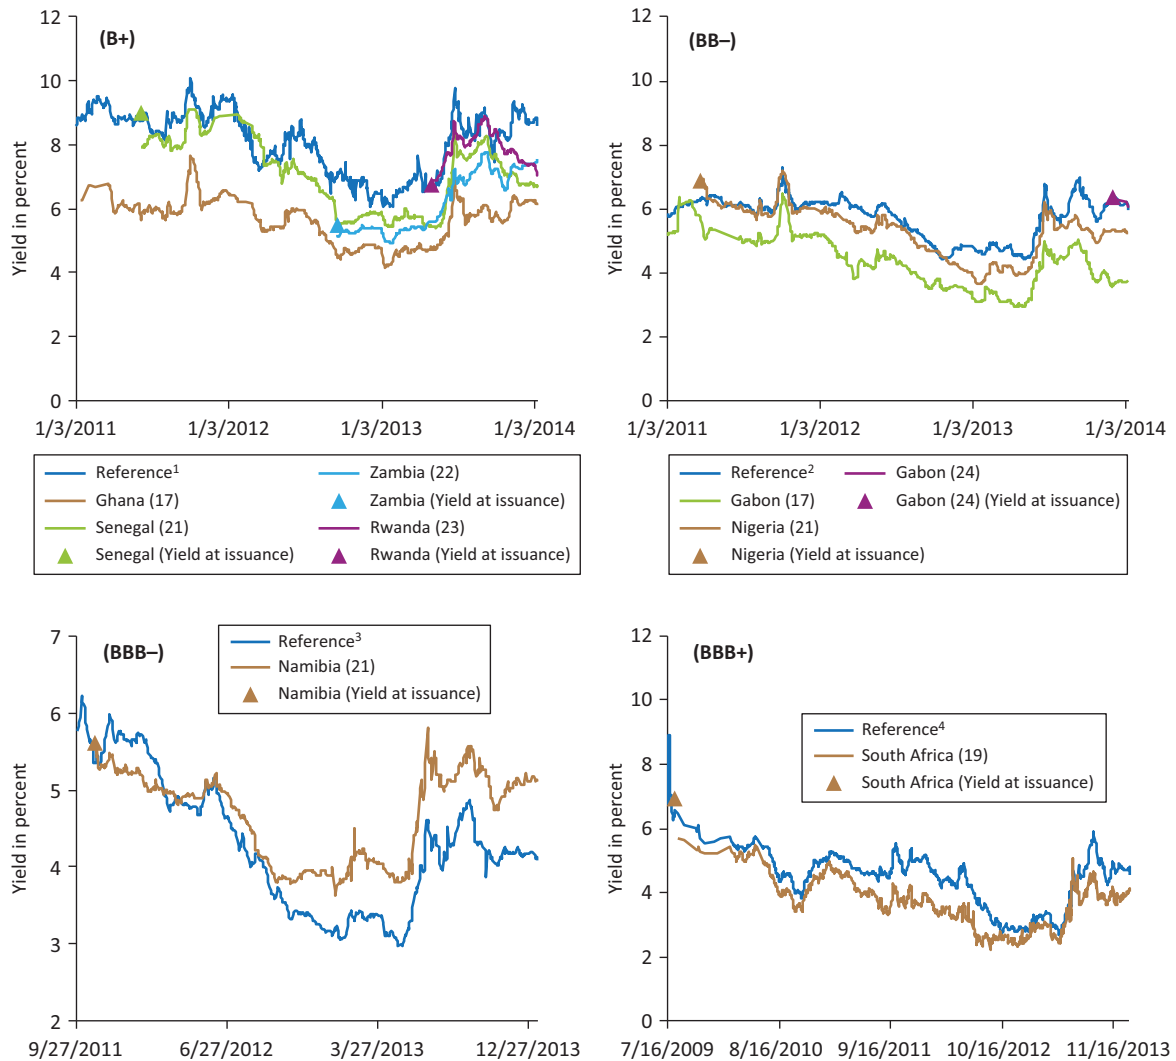 (B+)
Yield in percent
12
10
8
6
4
2
0
1/3/2011 1/3/2012 1/3/2013 1/3/2014
Reference¹ Zambia (22)
Ghana (17) Zambia (Yield at issuance)
Senegal (21) Rwanda (23)
Senegal (Yield at issuance) Rwanda (Yield at issuance)
(BB–)
Yield in percent
12
10
8
6
4
2
0
1/3/2011 1/3/2012 1/3/2013 1/3/2014
Reference² Gabon (24)
Gabon (17) Gabon (24) (Yield at issuance)
Nigeria (21)
Nigeria (Yield at issuance)
(BBB–)
Reference³
Namibia (21)
Namibia (Yield at issuance)
Yield in percent
7
6
5
4
3
2
9/27/2011 6/27/2012 3/27/2013 12/27/2013
(BBB+)
Reference⁴
South Africa (19)
South Africa (Yield at issuance)
Yield in percent
12
10
8
6
4
2
0
7/16/2009 8/16/2010 9/16/2011 10/16/2012 11/16/2013